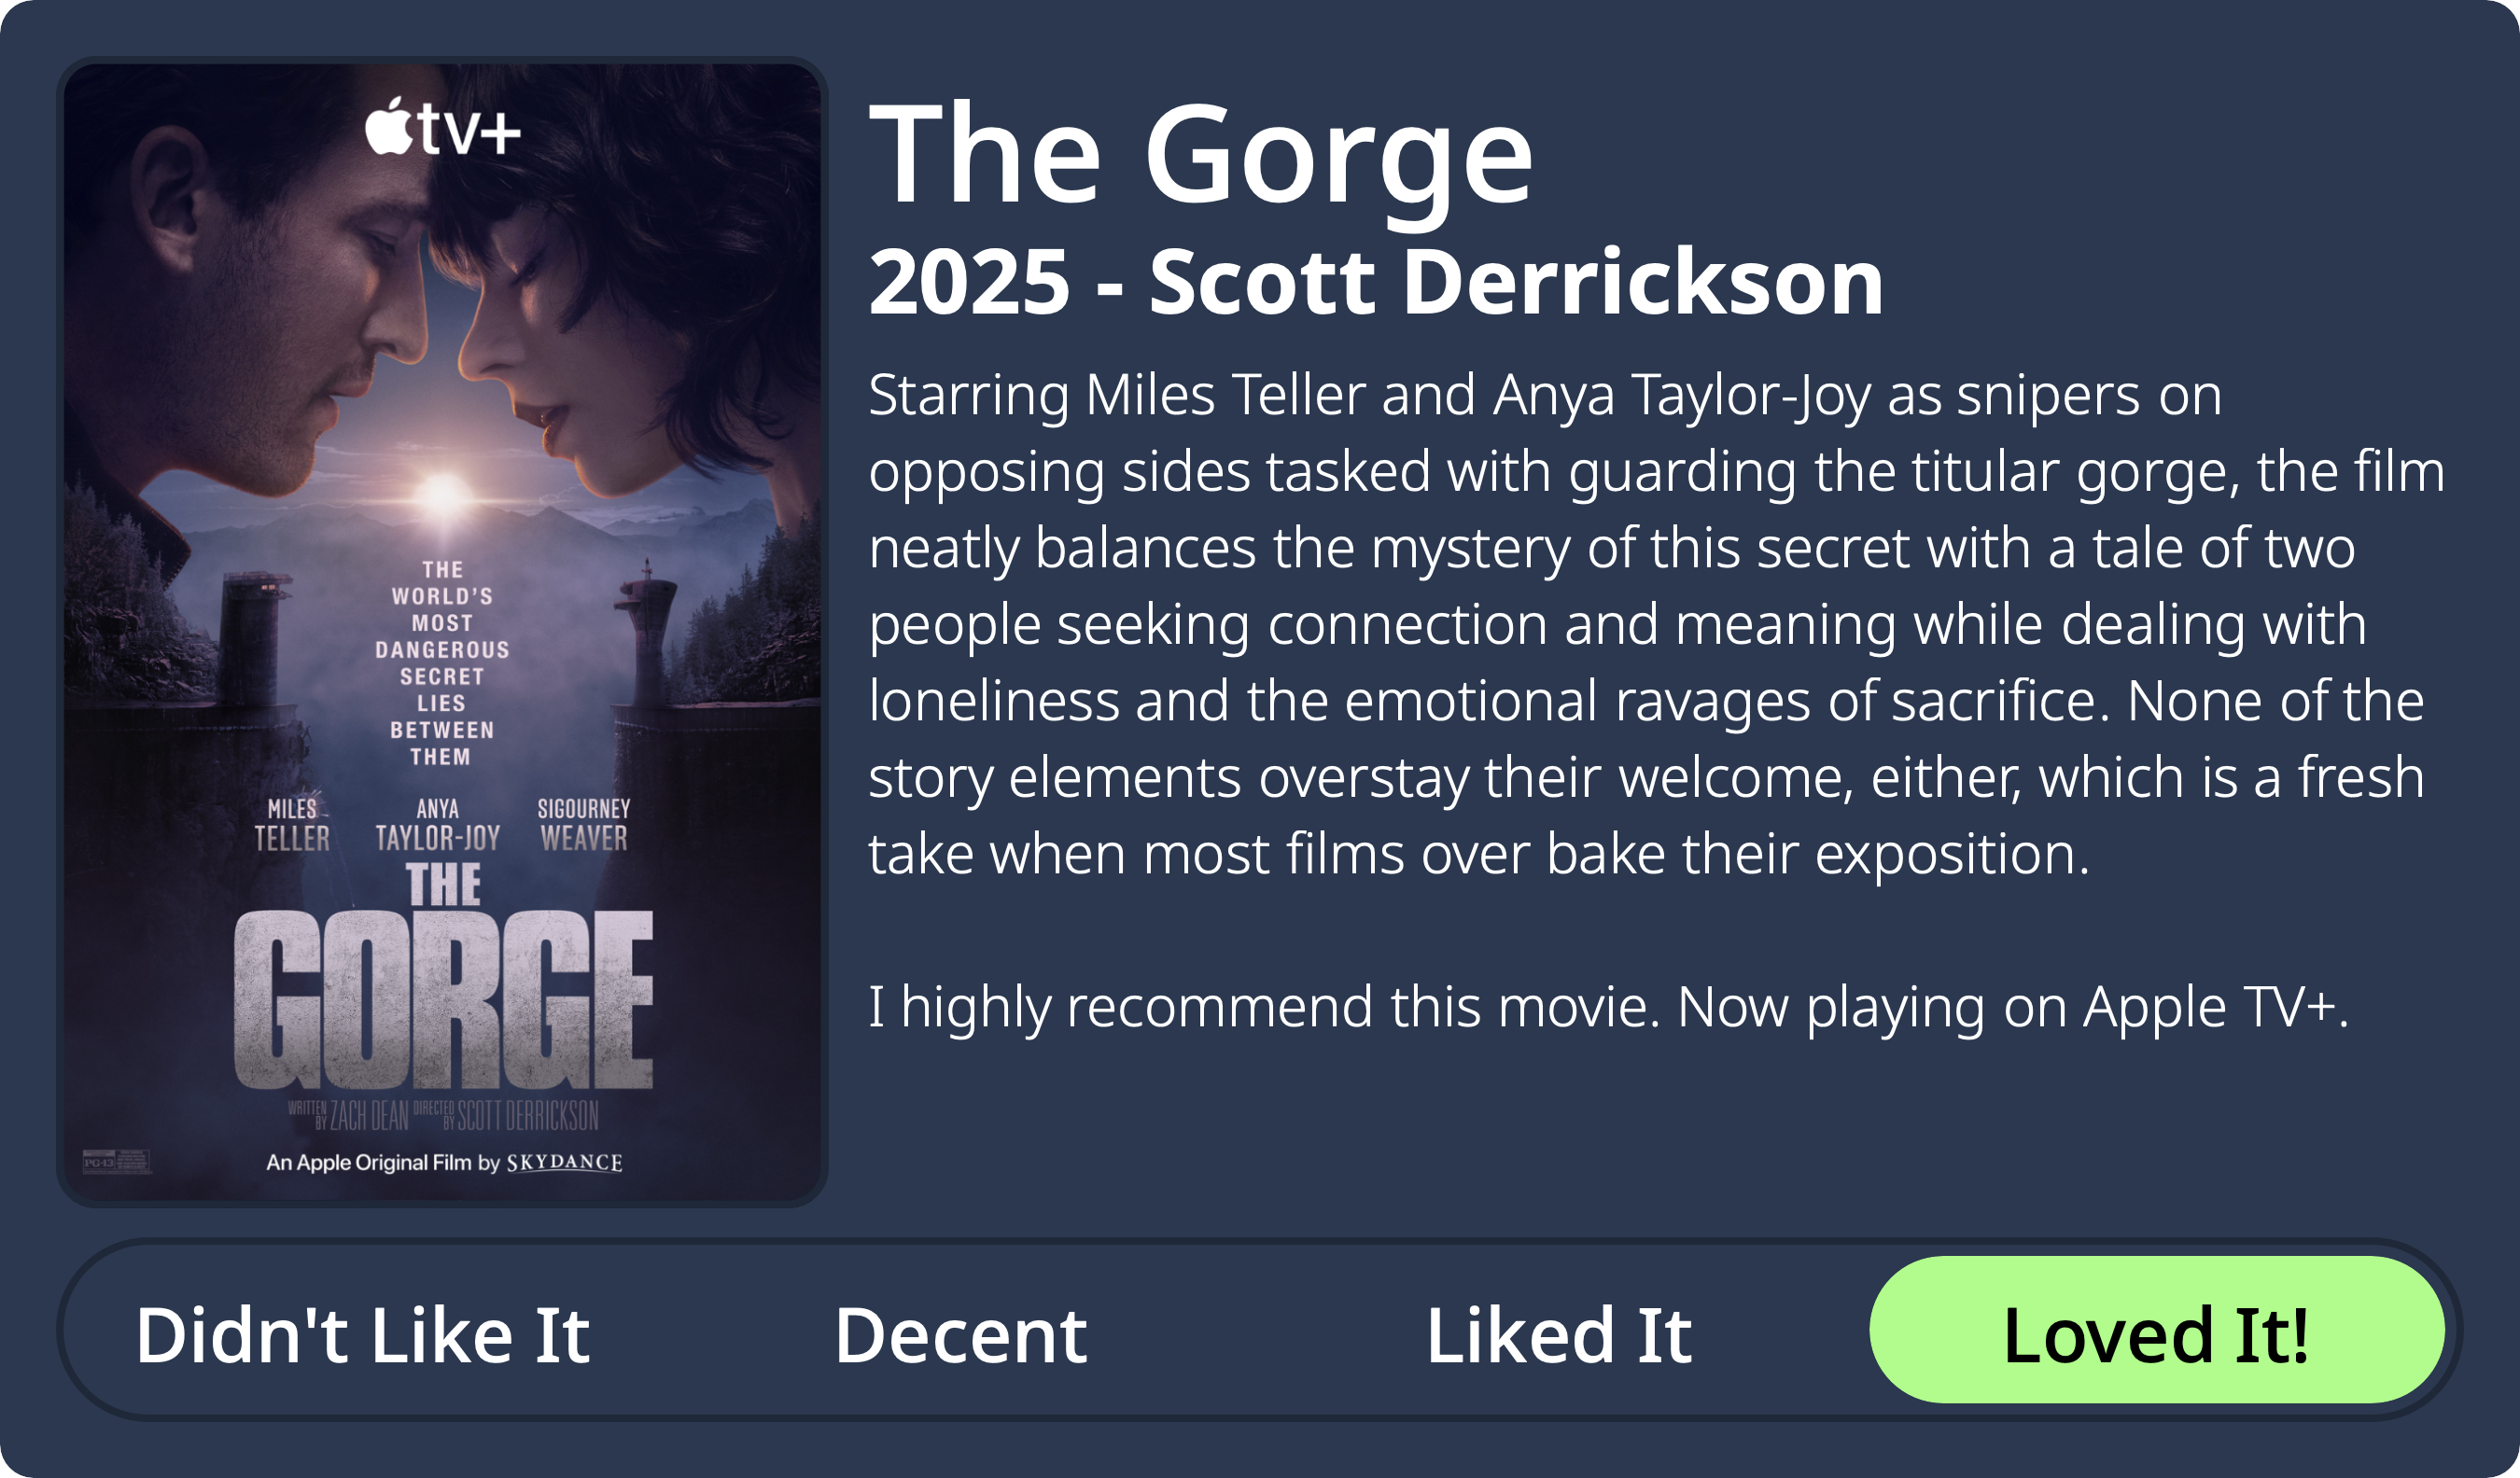 tv+
THE
WORLD'S
MOST
DANGEROUS
SECRET
LIES
BETWEEN
THEM
MILES TELLER
ANYA TAYLOR-JOY
SIGOURNEY WEAVER
THE
GORGE
WRITTEN BY ZACH DEAN DIRECTED BY SCOTT DERRICKSON
PG-13
An Apple Original Film by SKYDANCE
The Gorge
2025 - Scott Derrickson
Starring Miles Teller and Anya Taylor-Joy as snipers on
opposing sides tasked with guarding the titular gorge, the film
neatly balances the mystery of this secret with a tale of two
people seeking connection and meaning while dealing with
loneliness and the emotional ravages of sacrifice. None of the
story elements overstay their welcome, either, which is a fresh
take when most films over bake their exposition.
I highly recommend this movie. Now playing on Apple TV+.
Didn't Like It
Decent
Liked It
Loved It!